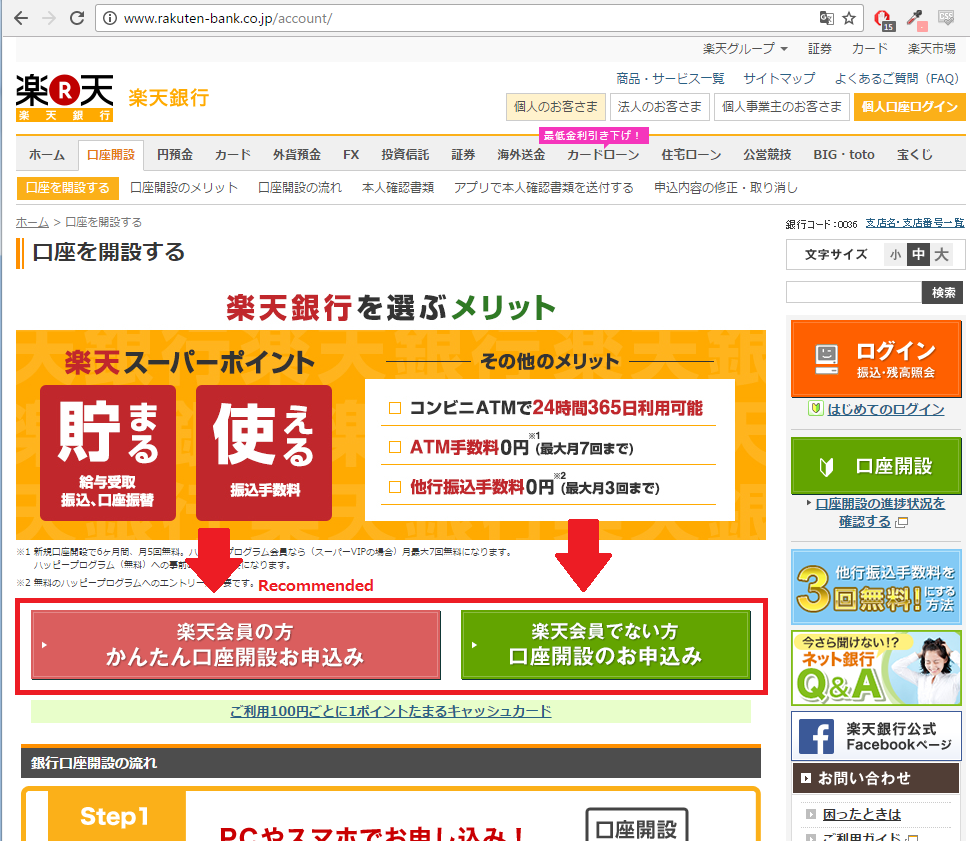 www.rakuten-bank.co.jp/account/
15
CSP
楽天グループ 証券 カード 楽天市場
楽R天
楽天銀行
楽天銀行
商品・サービス一覧 サイトマップ よくあるご質問（FAQ）
個人のお客さま 法人のお客さま 個人事業主のお客さま 個人口座ログイン
最低金利引き下げ！
ホーム 口座開設 円預金 カード 外貨預金 FX 投資信託 証券 海外送金 カードローン 住宅ローン 公営競技 BIG・toto 宝くじ
口座を開設する 口座開設のメリット 口座開設の流れ 本人確認書類 アプリで本人確認書類を送付する 申込内容の修正・取り消し
ホーム > 口座を開設する
銀行コード：0036 支店名・支店番号一覧
口座を開設する
文字サイズ 小 中 大
検索
楽天銀行を選ぶメリット
楽天スーパーポイント
貯まる
給与受取
振込、口座振替
使える
振込手数料
その他のメリット
コンビニATMで24時間365日利用可能
ATM手数料0円※1(最大月7回まで)
他行振込手数料0円※2(最大月3回まで)
※1 新規口座開設で6ヶ月間、月5回無料。ハ プログラム会員なら（スーパーVIPの場合）月最大7回無料になります。
ハッピープログラム（無料）への事前 になります。
※2 無料のハッピープログラムへのエントリー 要です。
Recommended
楽天会員の方
かんたん口座開設お申込み
楽天会員でない方
口座開設のお申込み
ご利用100円ごとに1ポイントたまるキャッシュカード
銀行口座開設の流れ
Step1
PCやスマホでお申し込み！
口座開設
ログイン
振込・残高照会
はじめてのログイン
口座開設
口座開設の進捗状況を
確認する
他行振込手数料を
3回無料!にする方法
今さら聞けない!?
ネット銀行
Q&A
楽天銀行公式
Facebookページ
お問い合わせ
困ったときは
ご利用ガイド